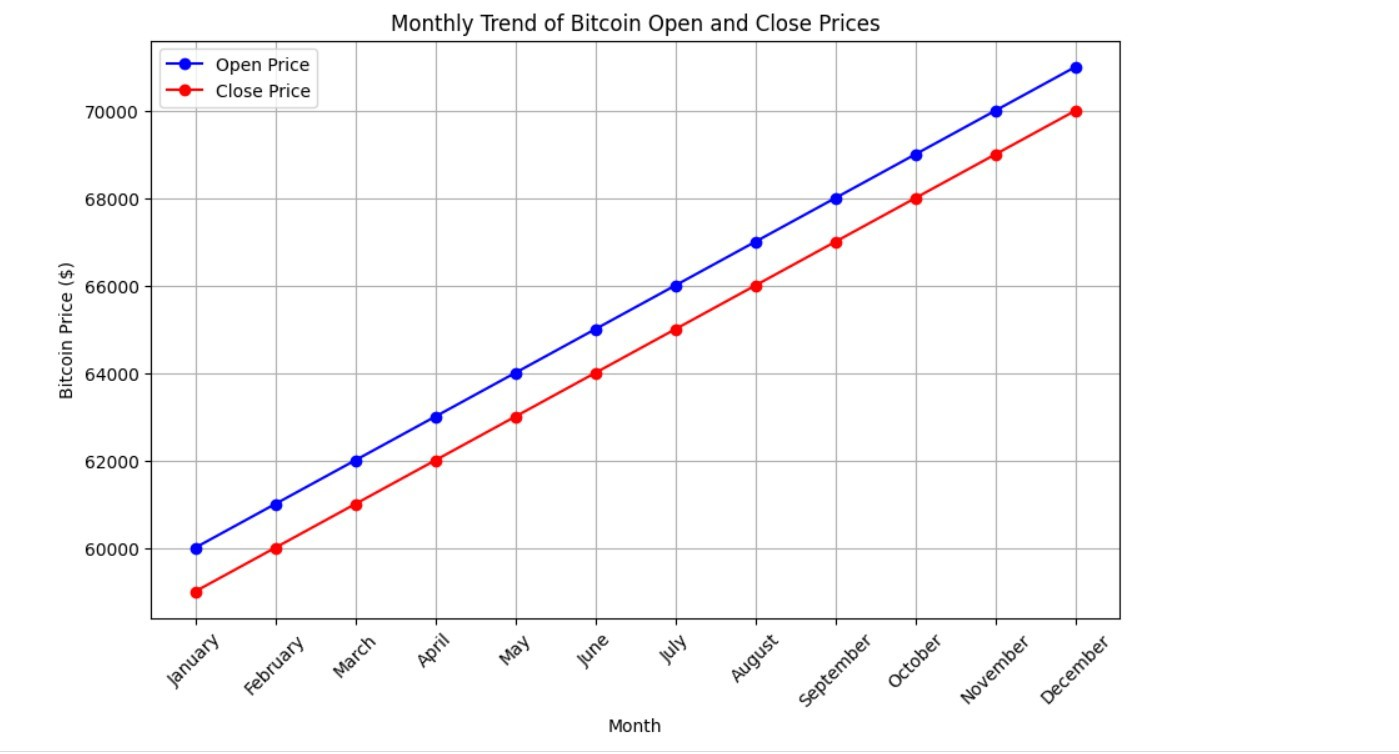 Monthly Trend of Bitcoin Open and Close Prices
Open Price
Close Price
Bitcoin Price ($)
70000
68000
66000
64000
62000
60000
January
February
March
April
May
June
July
August
September
October
November
December
Month